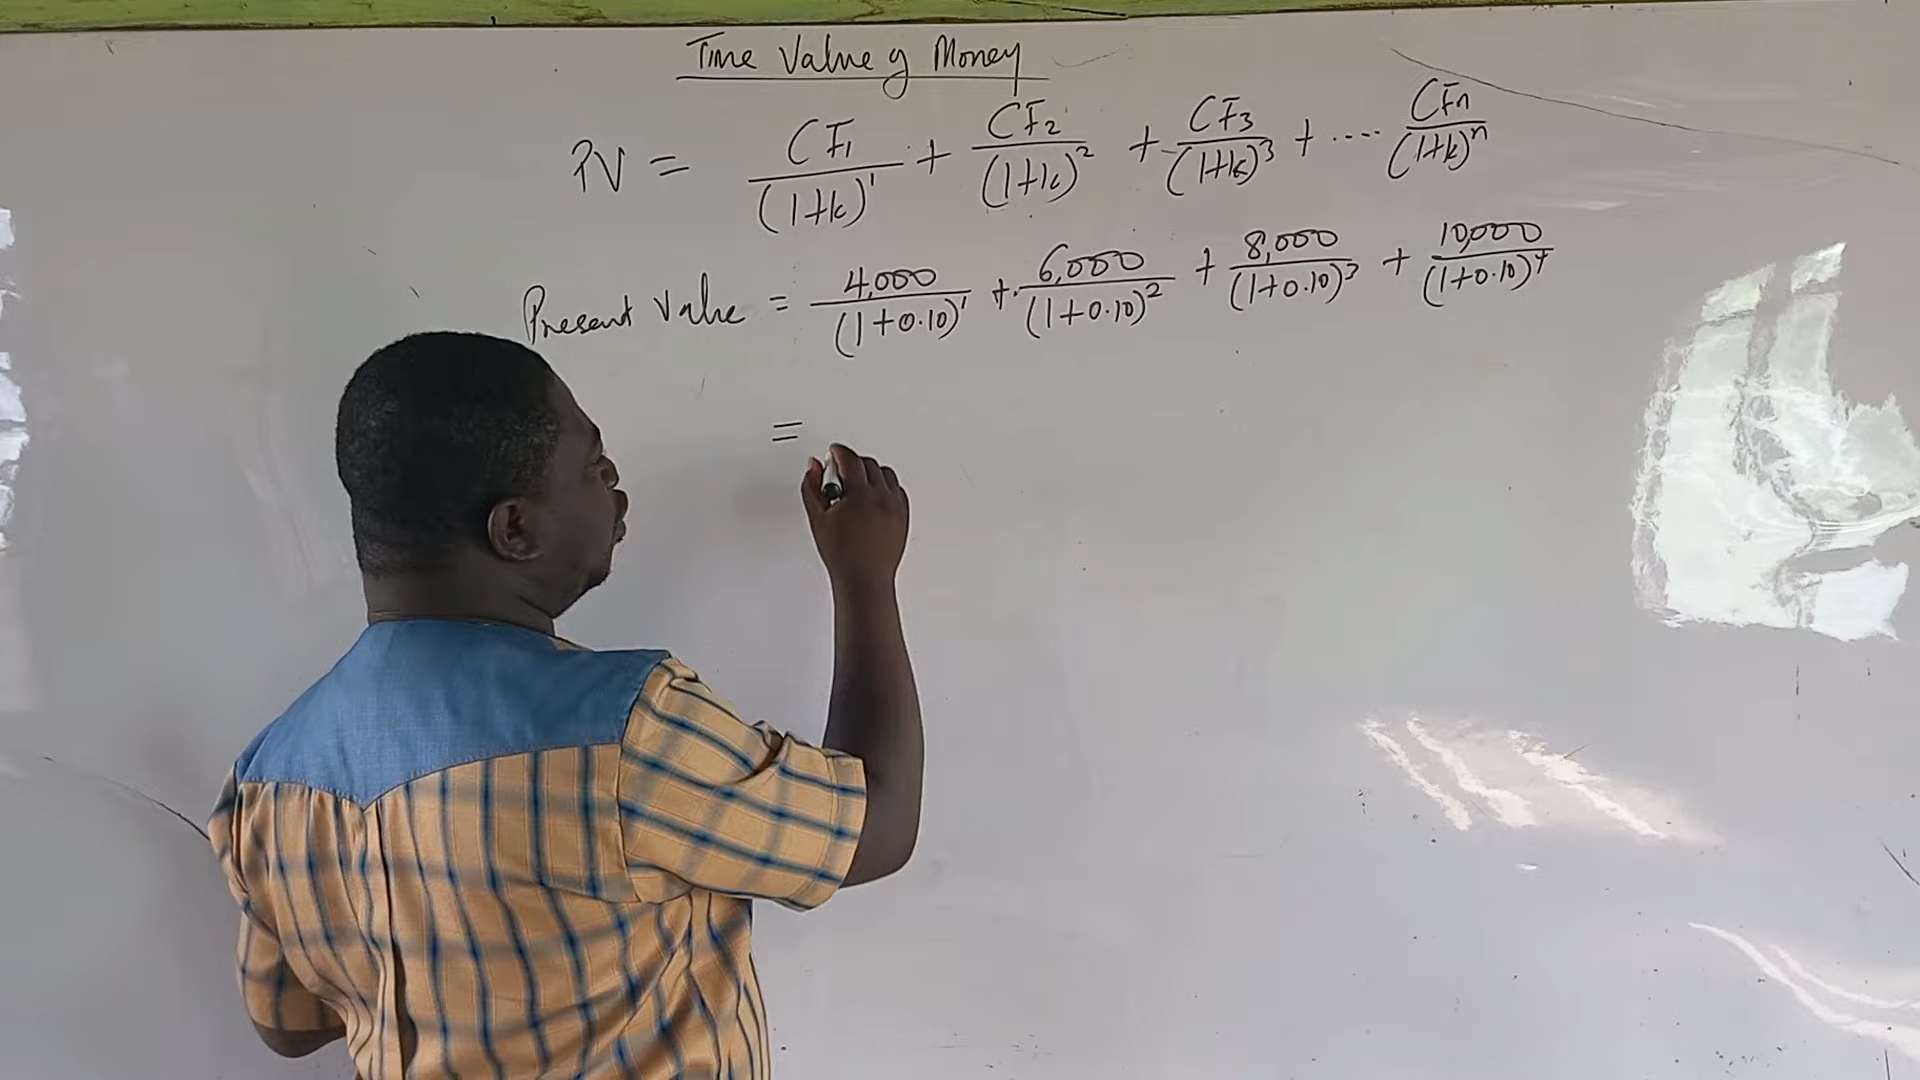 Time Value of Money
PV = CF₁/(1+k)¹ + CF₂/(1+k)² + CF₃/(1+k)³ + .... CFn/(1+k)ⁿ
Present Value = 4,000/(1+0.10)¹ + 6,000/(1+0.10)² + 8,000/(1+0.10)³ + 10,000/(1+0.10)⁴
=